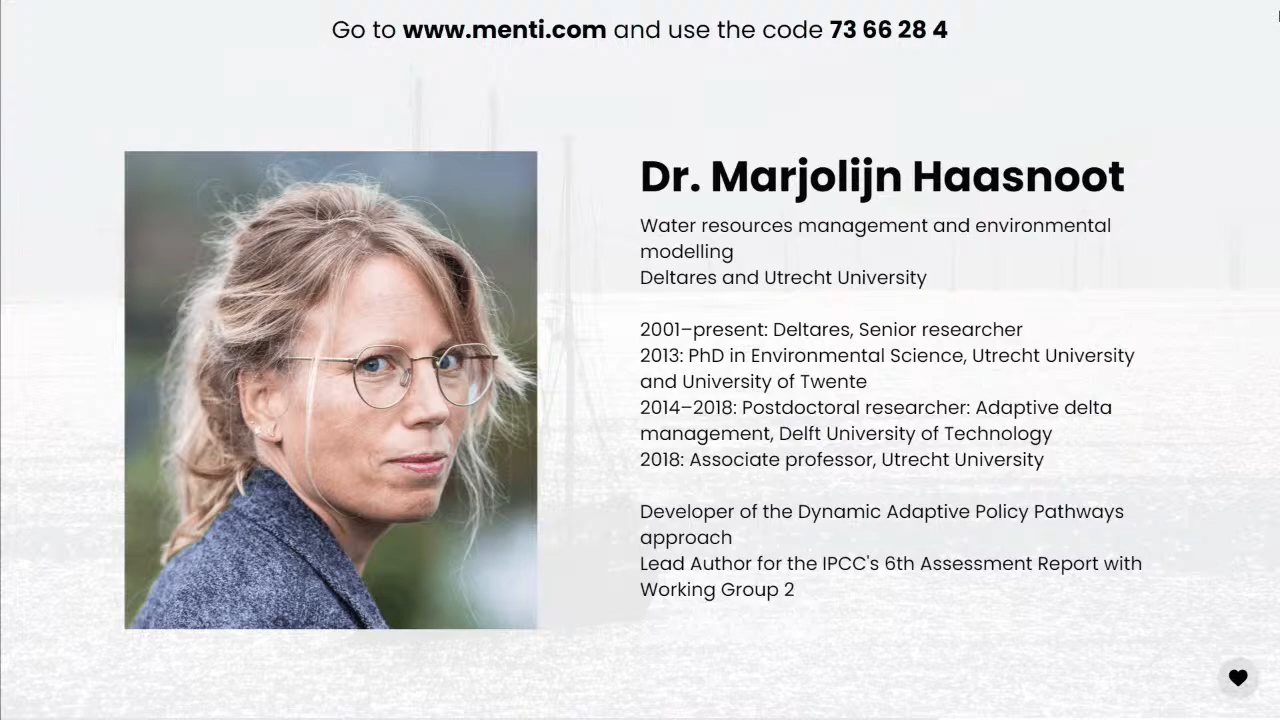 Go to www.menti.com and use the code 73 66 28 4
Dr. Marjolijn Haasnoot
Water resources management and environmental
modelling
Deltares and Utrecht University
2001–present: Deltares, Senior researcher
2013: PhD in Environmental Science, Utrecht University
and University of Twente
2014–2018: Postdoctoral researcher: Adaptive delta
management, Delft University of Technology
2018: Associate professor, Utrecht University
Developer of the Dynamic Adaptive Policy Pathways
approach
Lead Author for the IPCC's 6th Assessment Report with
Working Group 2